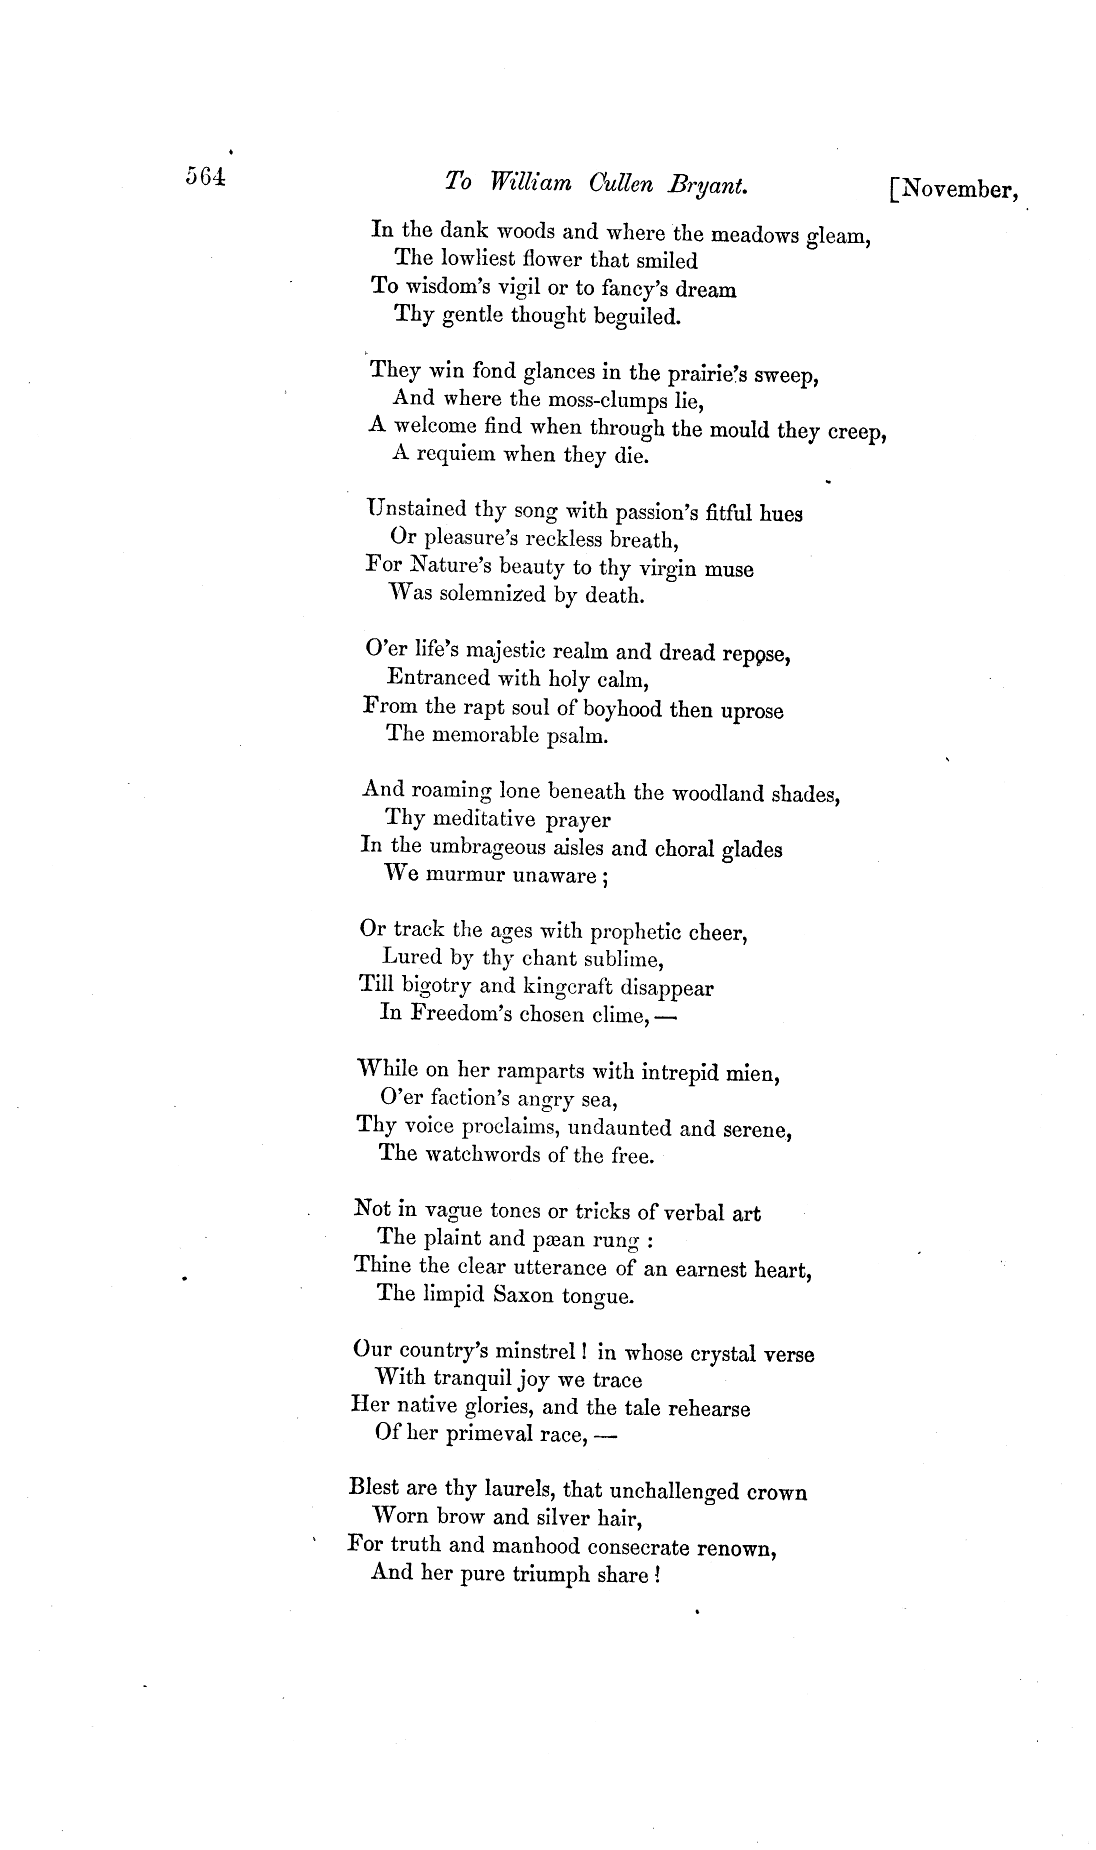 564 To William Cullen Bryant. [November,
In the dank woods and where the meadows gleam,
The lowliest flower that smiled
To wisdom's vigil or to fancy's dream
Thy gentle thought beguiled.
They win fond glances in the prairie's sweep,
And where the moss-clumps lie,
A welcome find when through the mould they creep,
A requiem when they die.
Unstained thy song with passion's fitful hues
Or pleasure's reckless breath,
For Nature's beauty to thy virgin muse
Was solemnized by death.
O'er life's majestic realm and dread repose,
Entranced with holy calm,
From the rapt soul of boyhood then uprose
The memorable psalm.
And roaming lone beneath the woodland shades,
Thy meditative prayer
In the umbrageous aisles and choral glades
We murmur unaware ;
Or track the ages with prophetic cheer,
Lured by thy chant sublime,
Till bigotry and kingcraft disappear
In Freedom's chosen clime, —
While on her ramparts with intrepid mien,
O'er faction's angry sea,
Thy voice proclaims, undaunted and serene,
The watchwords of the free.
Not in vague tones or tricks of verbal art
The plaint and pæan rung :
Thine the clear utterance of an earnest heart,
The limpid Saxon tongue.
Our country's minstrel ! in whose crystal verse
With tranquil joy we trace
Her native glories, and the tale rehearse
Of her primeval race, —
Blest are thy laurels, that unchallenged crown
Worn brow and silver hair,
For truth and manhood consecrate renown,
And her pure triumph share !